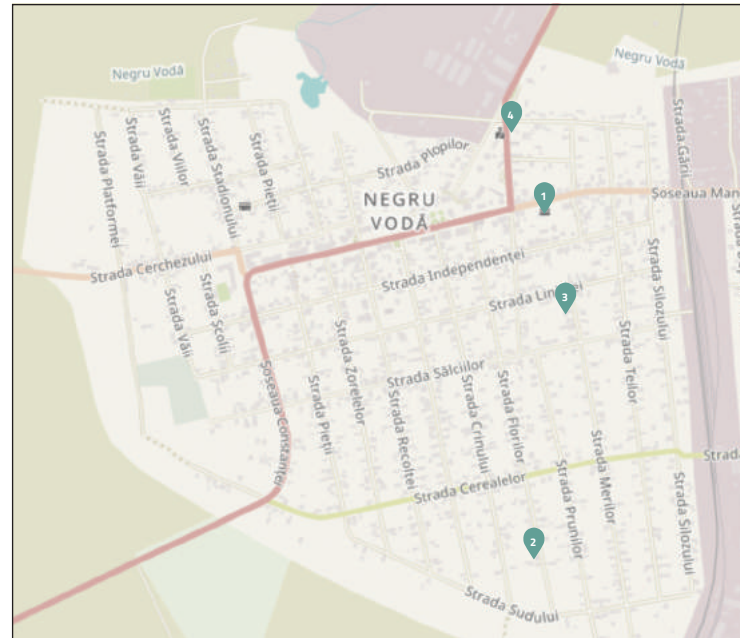 Negru Vodă
Negru Vodă
4
Strada Gării
Strada Platformei
Strada Văii
Strada Viilor
Strada Stadionului
Strada Pieții
Strada Plopilor
NEGRU
VODĂ
1
Șoseaua Man
Strada Cerchezului
Strada Independenței
Strada Silozului
Strada
3
Strada Văii
Strada Școlii
Strada Teilor
Strada Zorelelor
Strada Sălciilor
Șoseaua Constanței
Strada Pieții
Strada Recoltei
Strada Crinului
Strada Florilor
Strada Merilor
Strada
Strada Cerealelor
Strada Prunilor
Strada Silozului
2
Strada Sudului